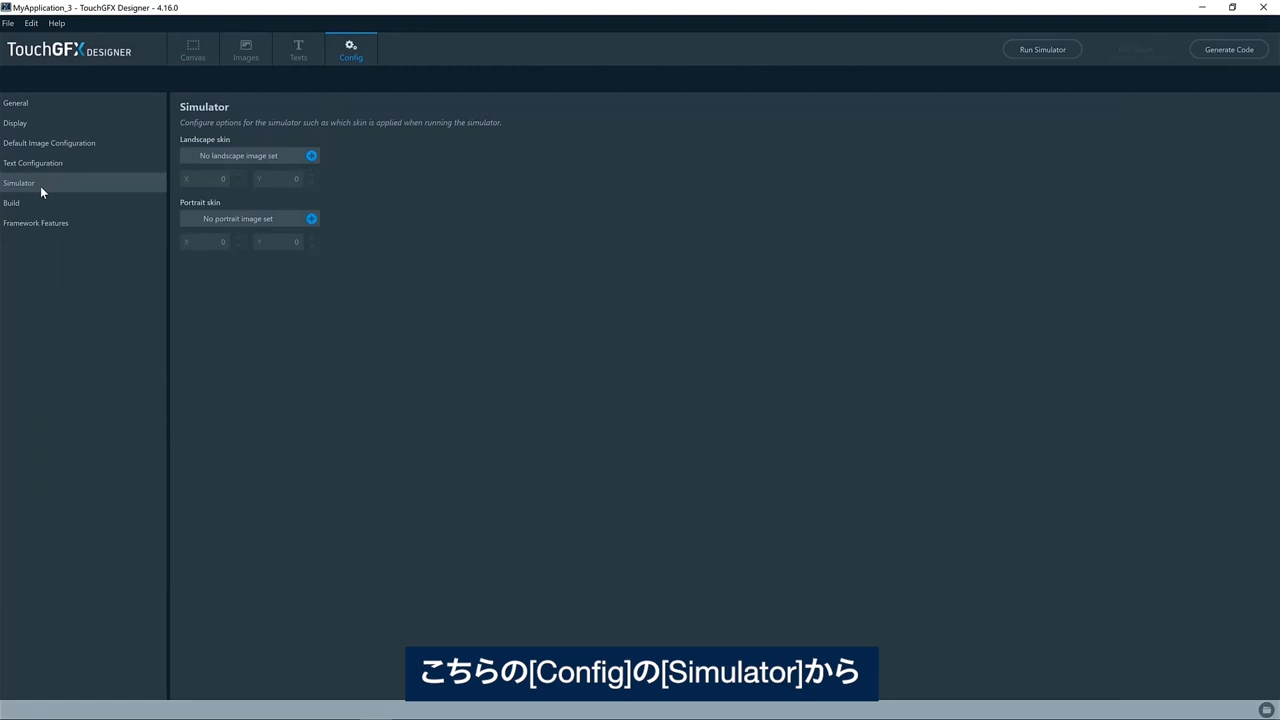 MyApplication_3 - TouchGFX Designer - 4.16.0
File Edit Help
TouchGFX DESIGNER
Canvas
Images
Texts
Config
Run Simulator
Generate Code
General
Display
Default Image Configuration
Text Configuration
Simulator
Build
Framework Features
Simulator
Configure options for the simulator such as which skin is applied when running the simulator.
Landscape skin
No landscape image set
X 0 Y 0
Portrait skin
No portrait image set
X 0 Y 0
こちらの[Config]の[Simulator]から